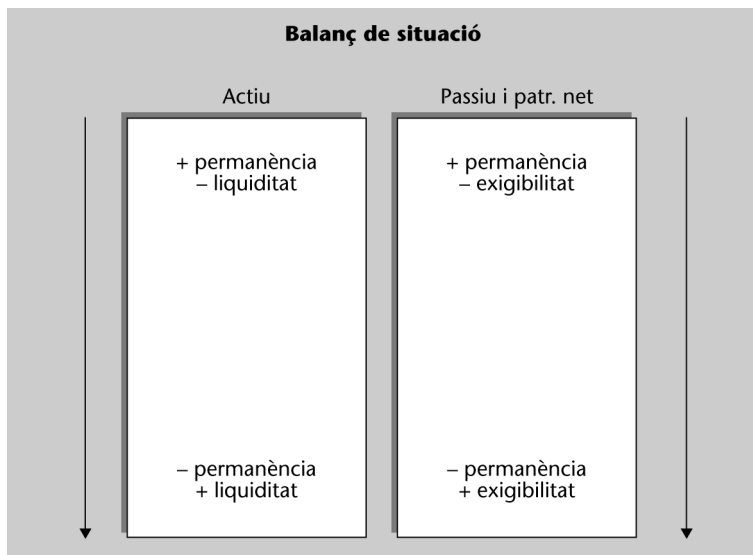 Balanç de situació
Actiu
Passiu i patr. net
+ permanència
– liquiditat
+ permanència
– exigibilitat
– permanència
+ liquiditat
– permanència
+ exigibilitat